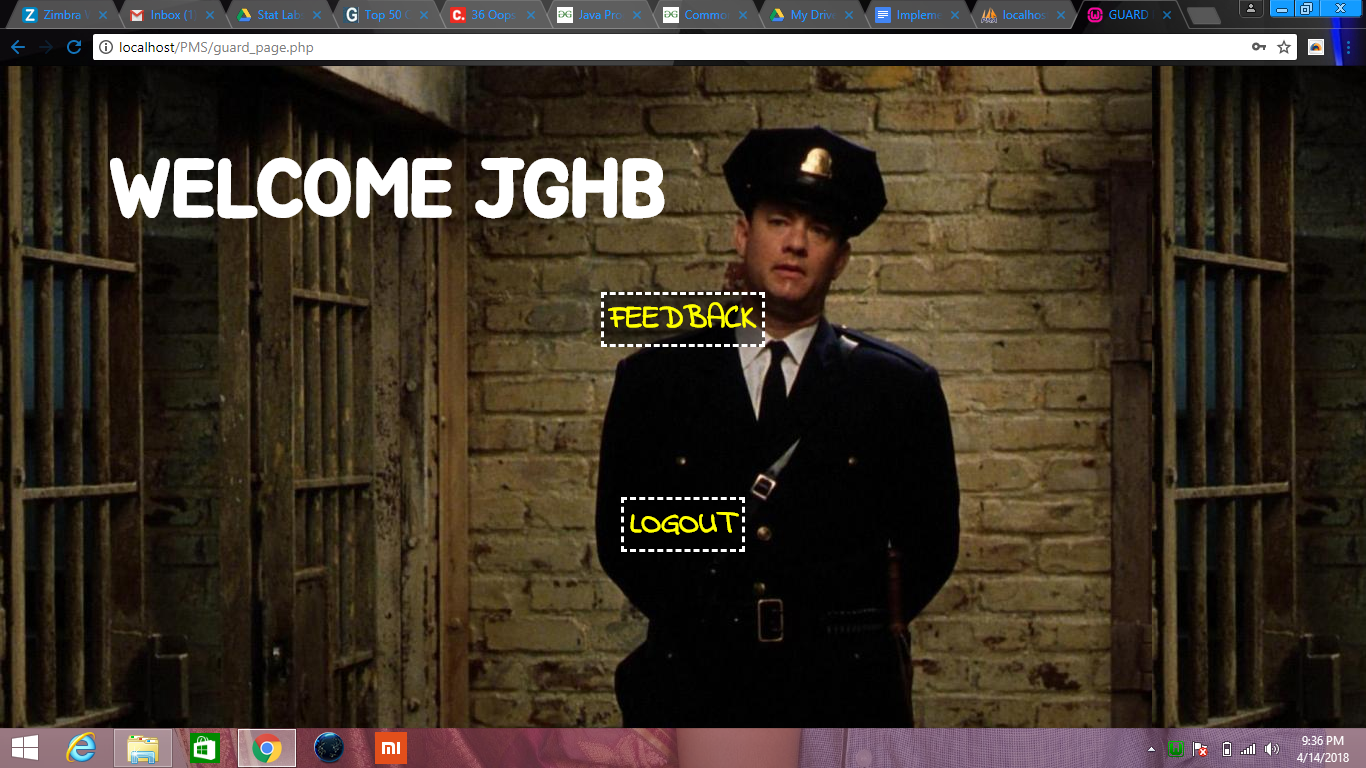 Zimbra W
Inbox (1
Stat Lab
Top 50 C
36 Oops
Java Pro
Commo
My Drive
Impleme
localhos
GUARD
localhost/PMS/guard_page.php
WELCOME JGHB
FEEDBACK
LOGOUT
9:36 PM
4/14/2018